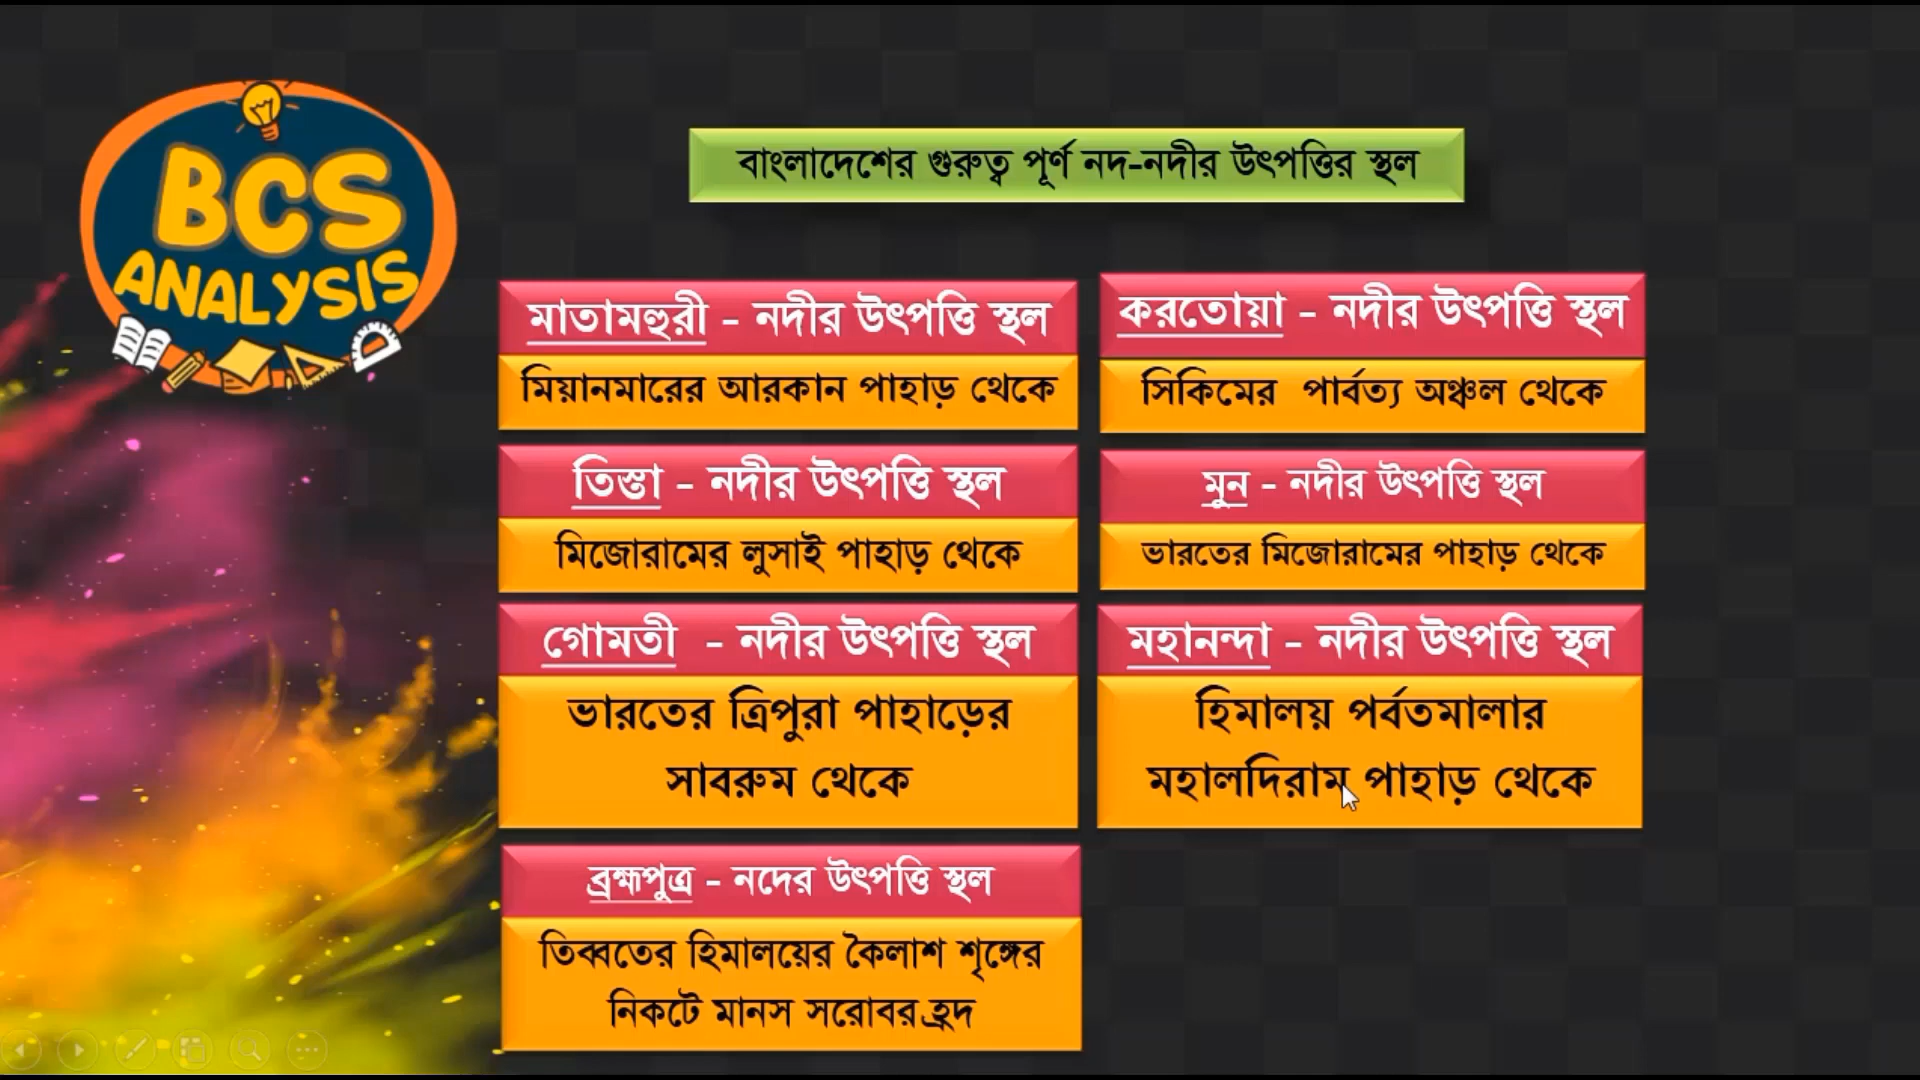 BCS
ANALYSIS
বাংলাদেশের গুরুত্ব পূর্ণ নদ-নদীর উৎপত্তির স্থল
মাতামহুরী - নদীর উৎপত্তি স্থল
মিয়ানমারের আরকান পাহাড় থেকে
করতোয়া - নদীর উৎপত্তি স্থল
সিকিমের পার্বত্য অঞ্চল থেকে
তিস্তা - নদীর উৎপত্তি স্থল
মিজোরামের লুসাই পাহাড় থেকে
মুন - নদীর উৎপত্তি স্থল
ভারতের মিজোরামের পাহাড় থেকে
গোমতী - নদীর উৎপত্তি স্থল
ভারতের ত্রিপুরা পাহাড়ের
সাবরুম থেকে
মহানন্দা - নদীর উৎপত্তি স্থল
হিমালয় পর্বতমালার
মহালদিরাম পাহাড় থেকে
ব্রহ্মপুত্র - নদের উৎপত্তি স্থল
তিব্বতের হিমালয়ের কৈলাশ শৃঙ্গের
নিকটে মানস সরোবর হ্রদ